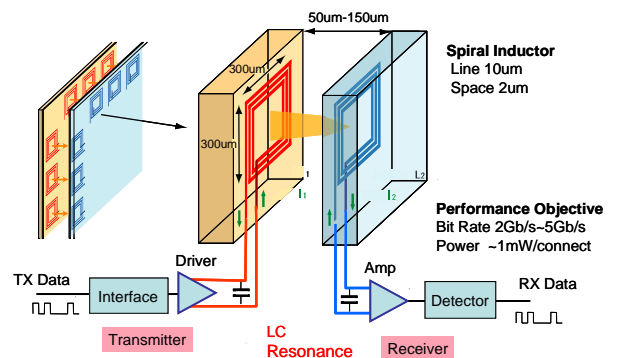 50um-150um
Spiral Inductor
Line 10um
Space 2um
300um
300um
L2
I1
I2
Performance Objective
Bit Rate 2Gb/s~5Gb/s
Power ~1mW/connect
Driver
Amp
TX Data
RX Data
Interface
Detector
Transmitter
LC
Resonance
Receiver